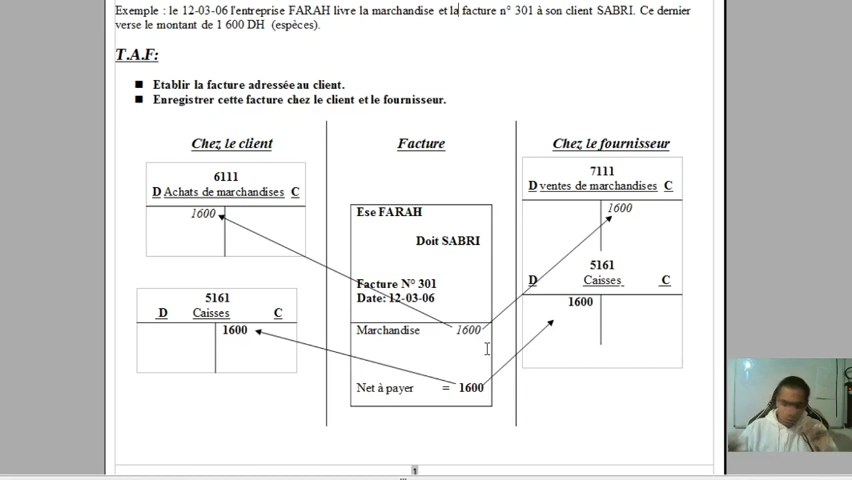 Exemple : le 12-03-06 l'entreprise FARAH livre la marchandise et la facture n° 301 à son client SABRI. Ce dernier
verse le montant de 1 600 DH (espèces).
T.A.F:
Etablir la facture adressée au client.
Enregistrer cette facture chez le client et le fournisseur.
Chez le client
Facture
Chez le fournisseur
6111
D Achats de marchandises C
1600
5161
D Caisses C
1600
Ese FARAH
Doit SABRI
Facture N° 301
Date: 12-03-06
Marchandise 1600
Net à payer = 1600
7111
D ventes de marchandises C
1600
5161
D Caisses C
1600
1